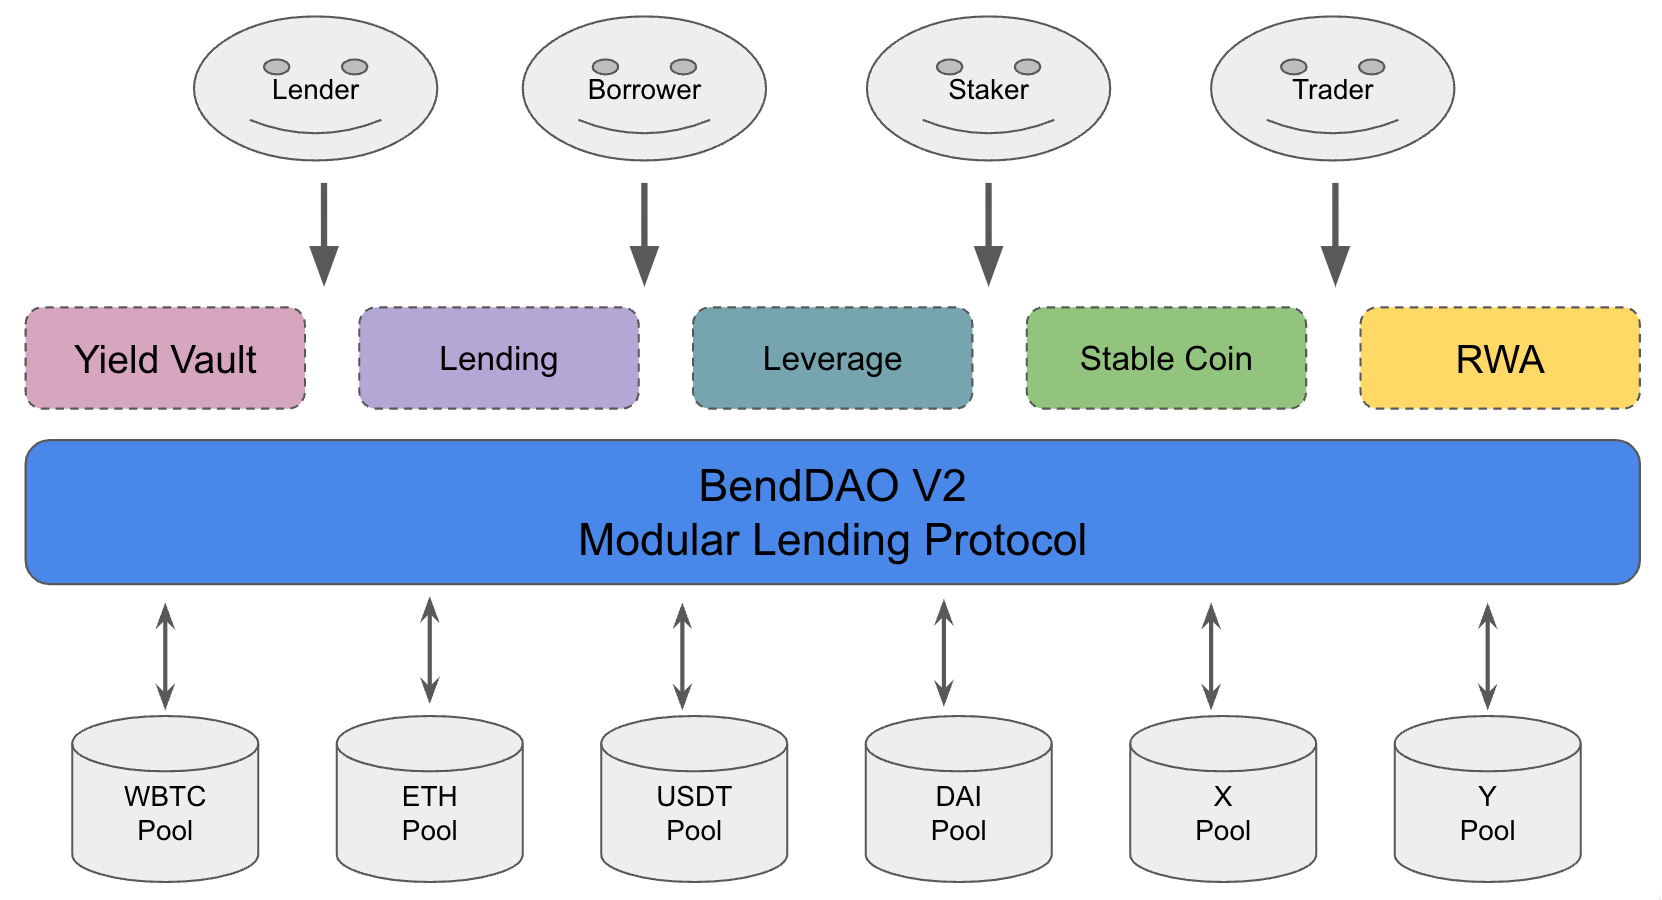 Lender
Borrower
Staker
Trader
Yield Vault
Lending
Leverage
Stable Coin
RWA
BendDAO V2
Modular Lending Protocol
WBTC
Pool
ETH
Pool
USDT
Pool
DAI
Pool
X
Pool
Y
Pool